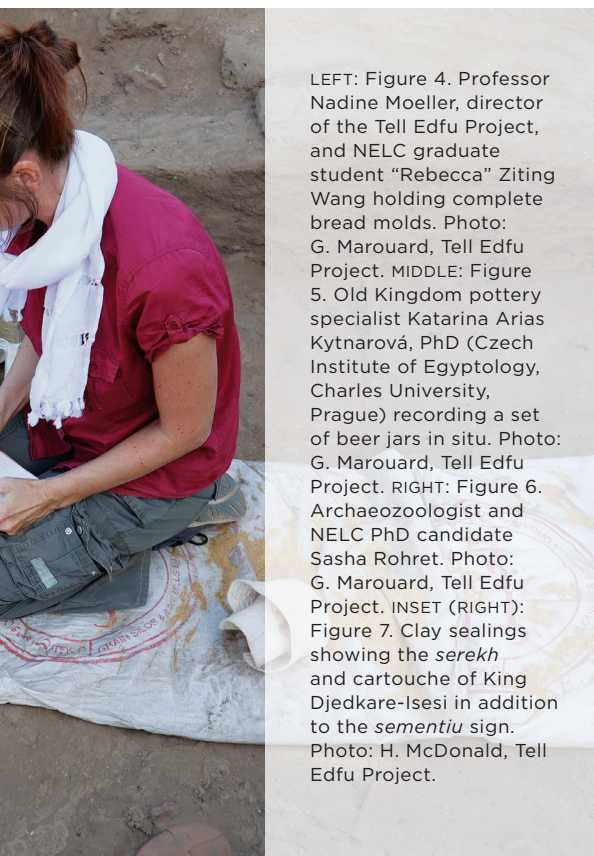 LEFT: Figure 4. Professor
Nadine Moeller, director
of the Tell Edfu Project,
and NELC graduate
student “Rebecca” Ziting
Wang holding complete
bread molds. Photo:
G. Marouard, Tell Edfu
Project. MIDDLE: Figure
5. Old Kingdom pottery
specialist Katarina Arias
Kytnarová, PhD (Czech
Institute of Egyptology,
Charles University,
Prague) recording a set
of beer jars in situ. Photo:
G. Marouard, Tell Edfu
Project. RIGHT: Figure 6.
Archaeozoologist and
NELC PhD candidate
Sasha Rohret. Photo:
G. Marouard, Tell Edfu
Project. INSET (RIGHT):
Figure 7. Clay sealings
showing the serekh
and cartouche of King
Djedkare-Isesi in addition
to the sementiu sign.
Photo: H. McDonald, Tell
Edfu Project.
GRAIN SILOS &